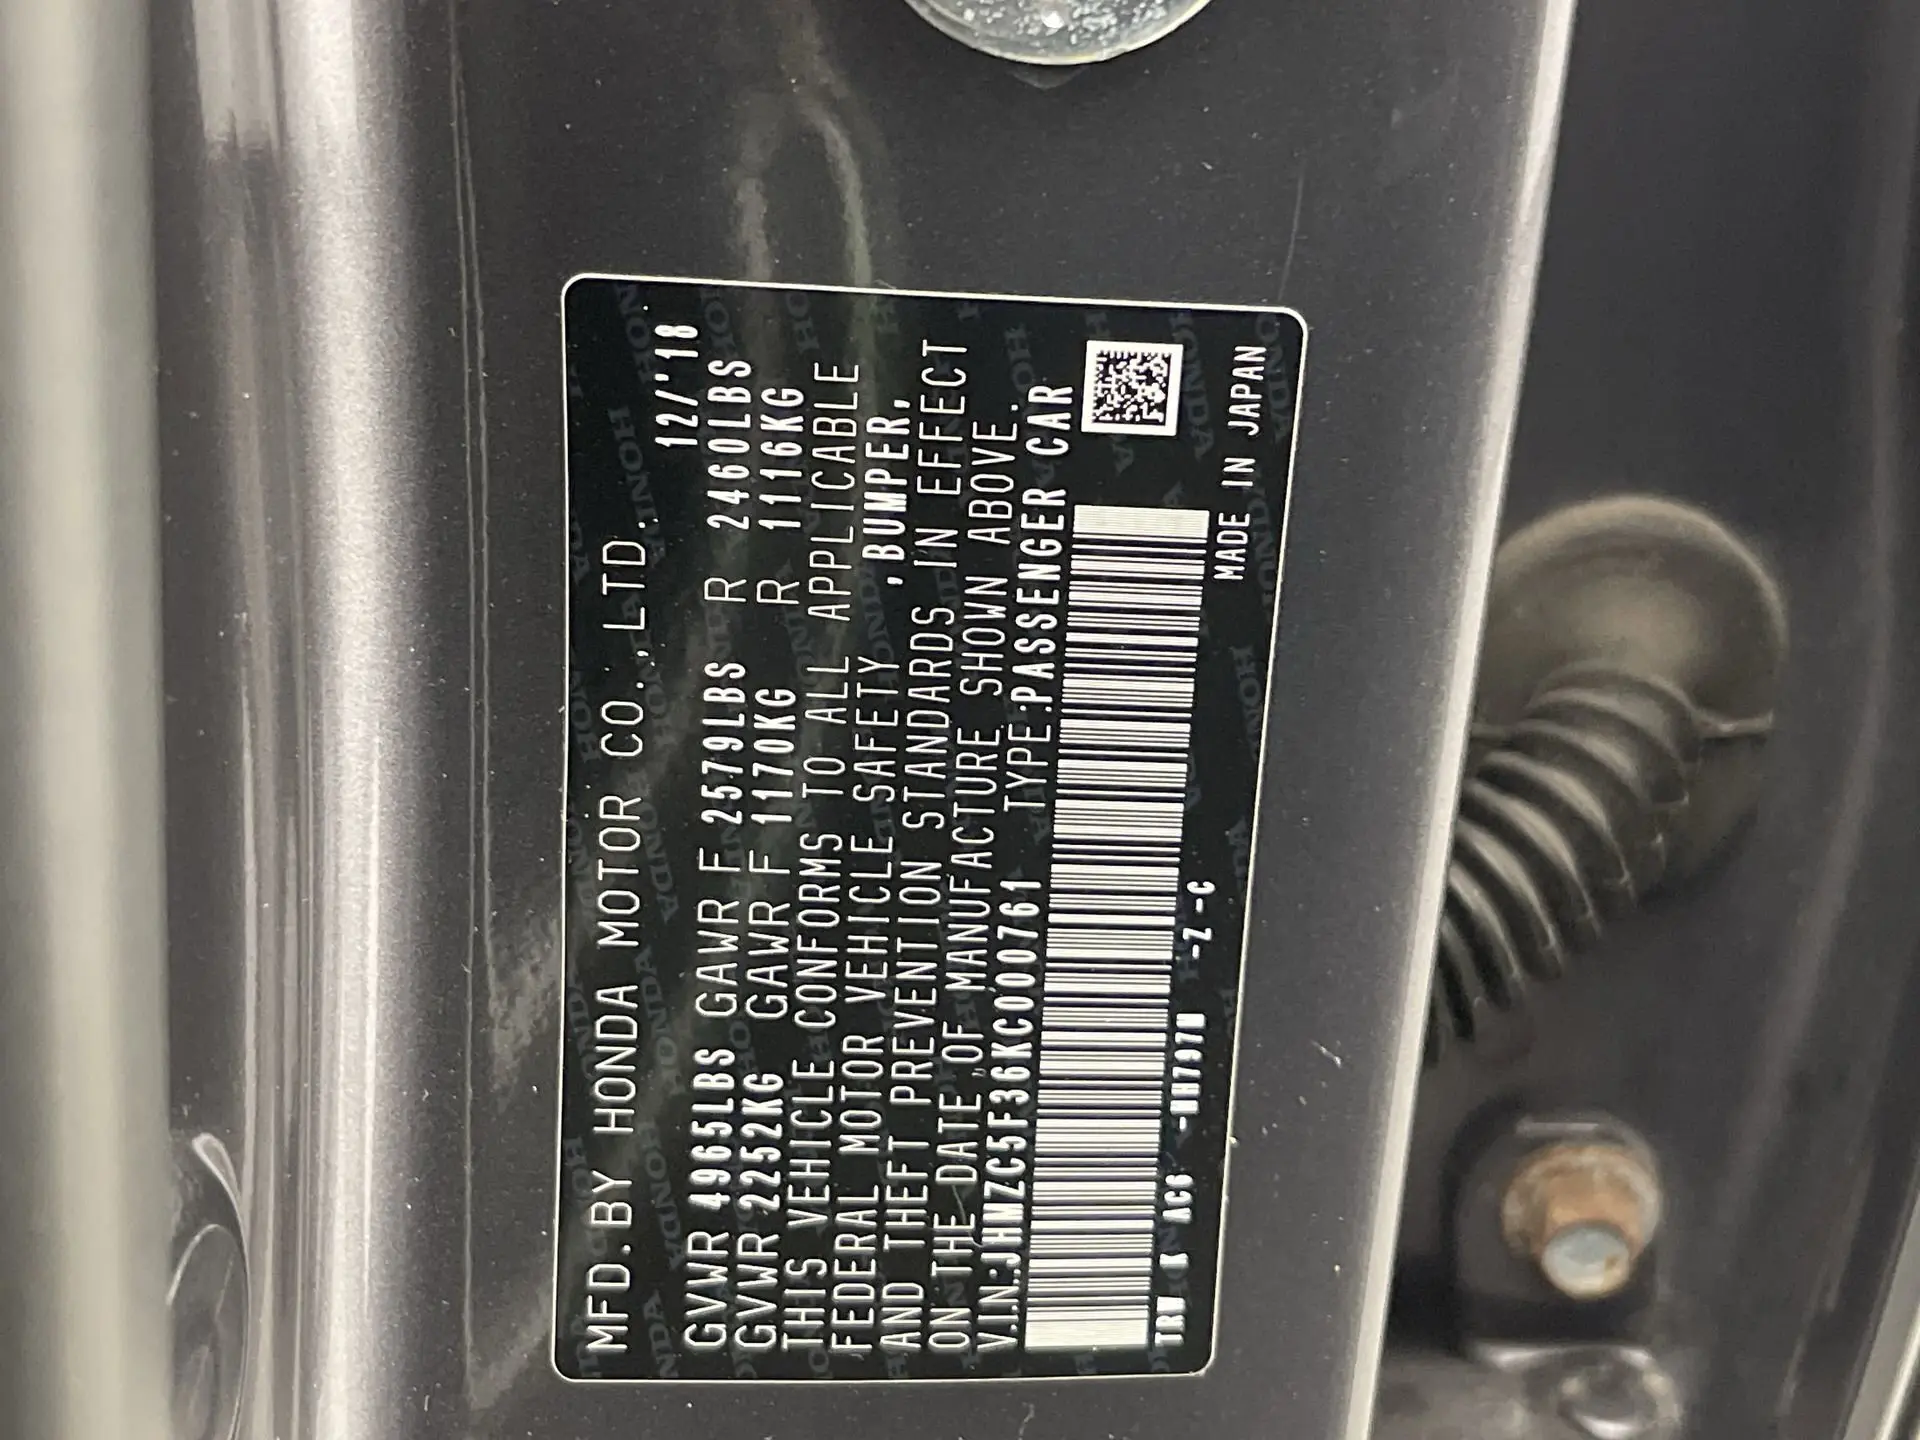 MFD.BY HONDA MOTOR CO.,LTD. 12/'18
GVWR 4965LBS GAWR F 2579LBS R 2460LBS
GVWR 2252KG GAWR F 1170KG R 1116KG
THIS VEHICLE CONFORMS TO ALL APPLICABLE
FEDERAL MOTOR VEHICLE SAFETY ,BUMPER,
AND THEFT PREVENTION STANDARDS IN EFFECT
ON THE DATE OF MANUFACTURE SHOWN ABOVE.
V.I.N.:JHMZC5F36KC000761 TYPE:PASSENGER CAR
TRW K AC6 -NH797M -Z -C MADE IN JAPAN